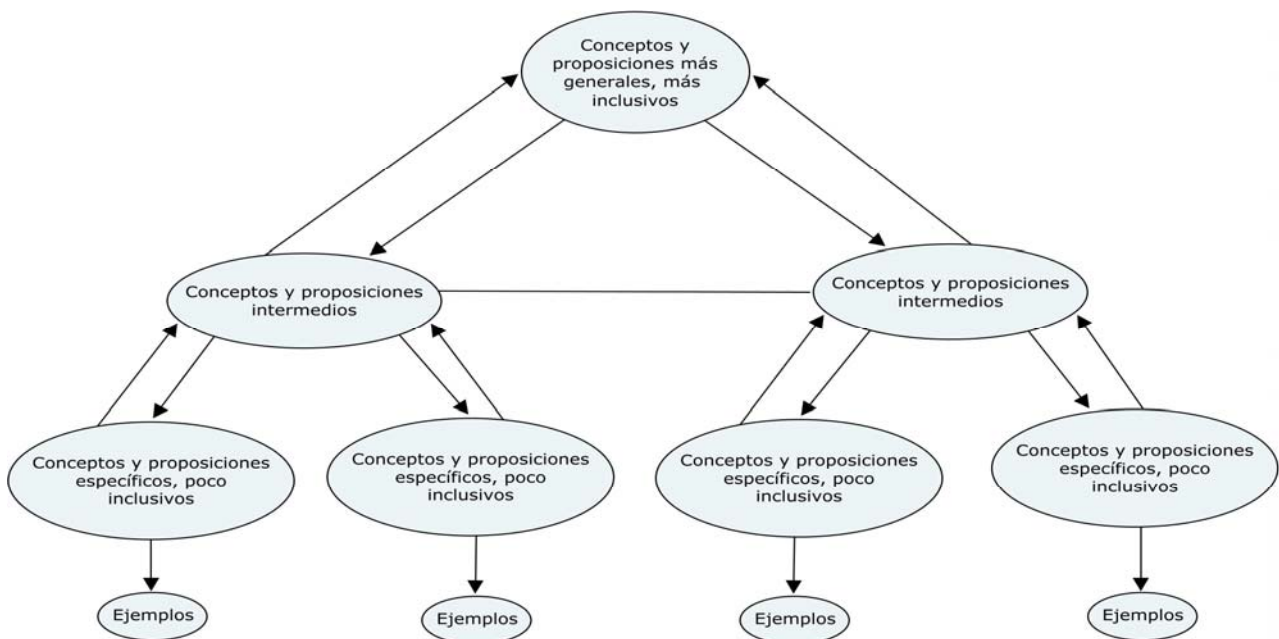 Conceptos y
proposiciones más
generales, más
inclusivos
Conceptos y proposiciones
intermedios
Conceptos y proposiciones
intermedios
Conceptos y proposiciones
específicos, poco
inclusivos
Conceptos y proposiciones
específicos, poco
inclusivos
Conceptos y proposiciones
específicos, poco
inclusivos
Conceptos y proposiciones
específicos, poco
inclusivos
Ejemplos
Ejemplos
Ejemplos
Ejemplos